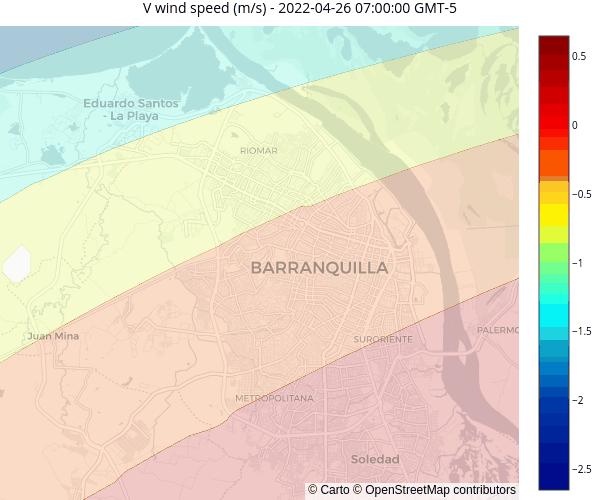 V wind speed (m/s) - 2022-04-26 07:00:00 GMT-5
Eduardo Santos
- La Playa
RIOMAR
BARRANQUILLA
Juan Mina
SURORIENTE
PALERMO
METROPOLITANA
Soledad
© Carto © OpenStreetMap contributors
0.5
0
−0.5
−1
−1.5
−2
−2.5